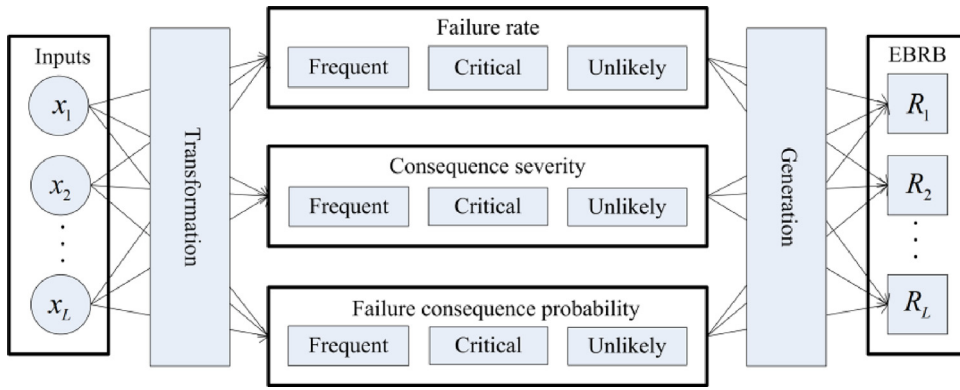 Inputs
x1
x2
xL
Transformation
Failure rate
Frequent Critical Unlikely
Consequence severity
Frequent Critical Unlikely
Failure consequence probability
Frequent Critical Unlikely
Generation
EBRB
R1
R2
RL